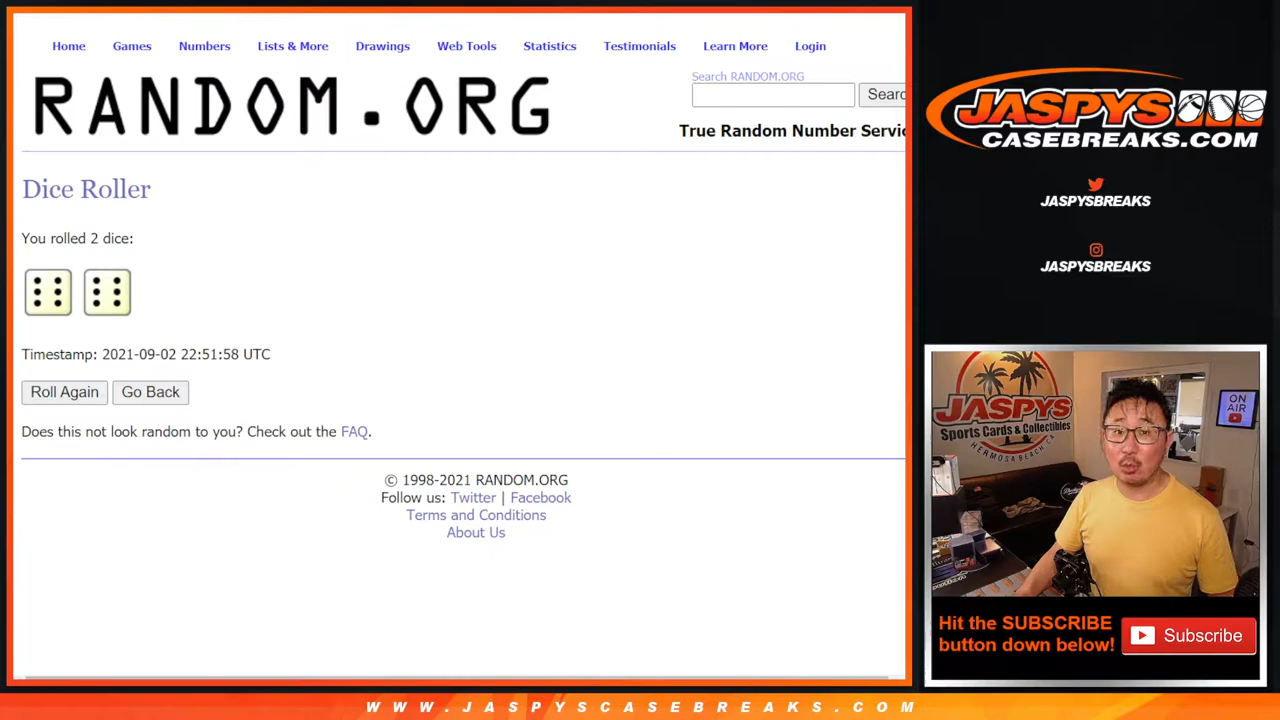 Home Games Numbers Lists & More Drawings Web Tools Statistics Testimonials Learn More Login
RANDOM.ORG
Search RANDOM.ORG
Searc
True Random Number Servic
Dice Roller
You rolled 2 dice:
Timestamp: 2021-09-02 22:51:58 UTC
Roll Again Go Back
Does this not look random to you? Check out the FAQ.
© 1998-2021 RANDOM.ORG
Follow us: Twitter | Facebook
Terms and Conditions
About Us
JASPYS
CASEBREAKS.COM
JASPYSBREAKS
JASPYSBREAKS
JASPYS
Sports Cards & Collectibles
HERMOSA BEACH, CA
ON
AIR
Hit the SUBSCRIBE
button down below!
Subscribe
WWW.JASPYSCASEBREAKS.COM